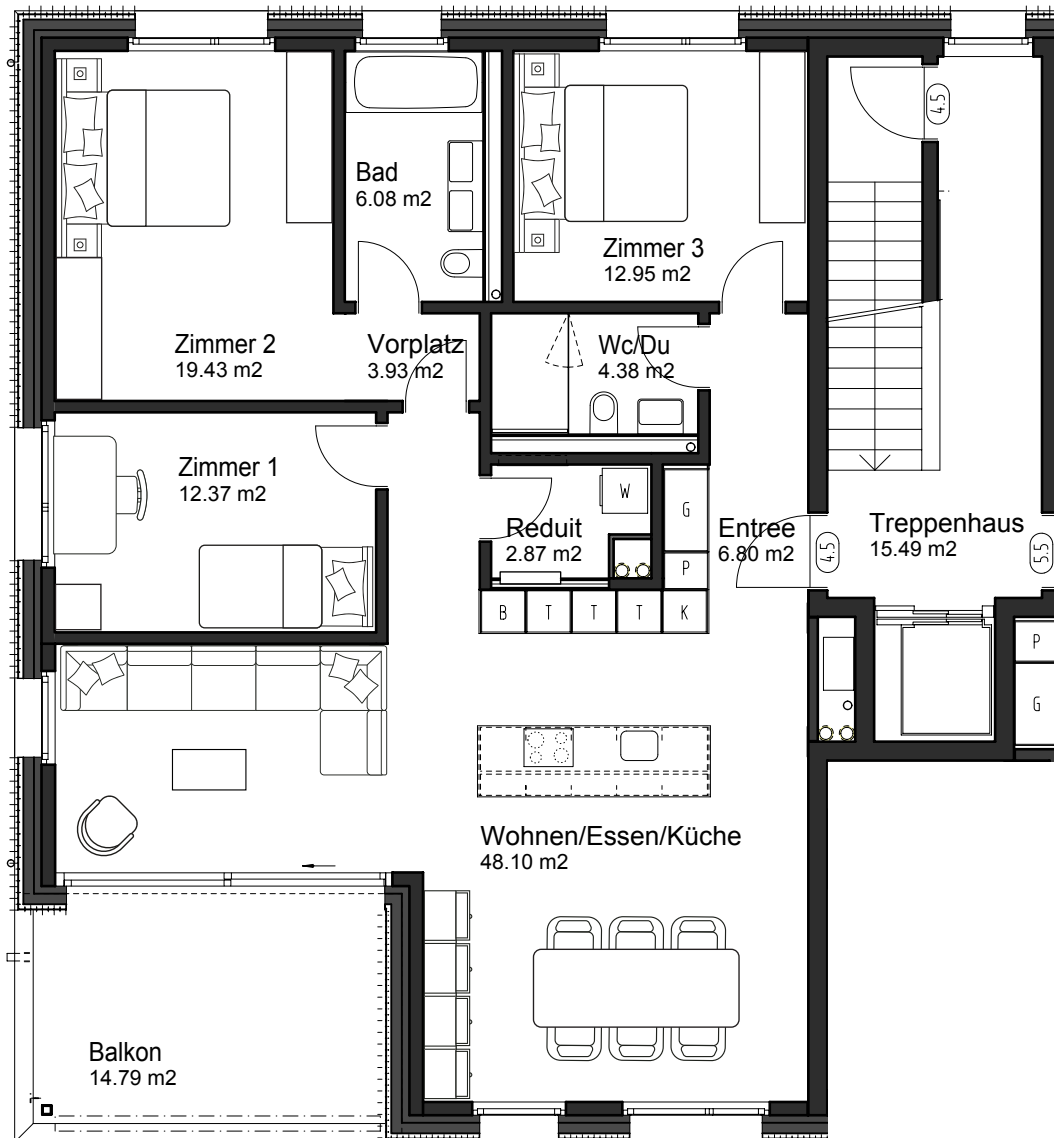 4.5
Bad
6.08 m2
Zimmer 3
12.95 m2
Zimmer 2
19.43 m2
Vorplatz
3.93 m2
Wc/Du
4.38 m2
Zimmer 1
12.37 m2
W
G
Reduit
2.87 m2
Entree
6.80 m2
Treppenhaus
15.49 m2
4.5
5.5
P
B T T T K
P
G
Wohnen/Essen/Küche
48.10 m2
Balkon
14.79 m2